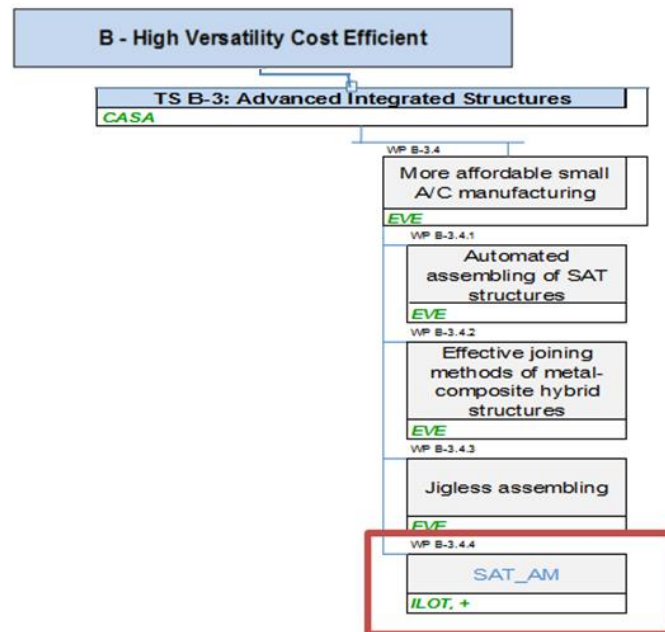 B - High Versatility Cost Efficient
TS B-3: Advanced Integrated Structures
CASA
WP B-3.4
More affordable small
A/C manufacturing
EVE
WP B-3.4.1
Automated
assembling of SAT
structures
EVE
WP B-3.4.2
Effective joining
methods of metal-
composite hybrid
structures
EVE
WP B-3.4.3
Jigless assembling
EVE
WP B-3.4.4
SAT_AM
ILOT, +